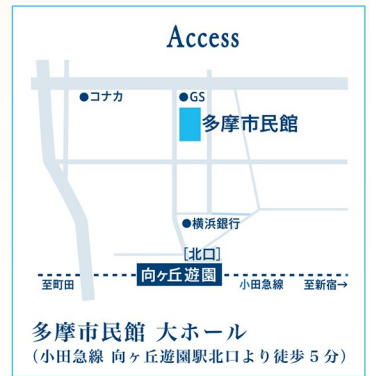 Access
●コナカ
●GS
多摩市民館
●横浜銀行
[北口]
向ヶ丘遊園
至町田
小田急線
至新宿→
多摩市民館 大ホール
（小田急線 向ヶ丘遊園駅北口より徒歩5分）